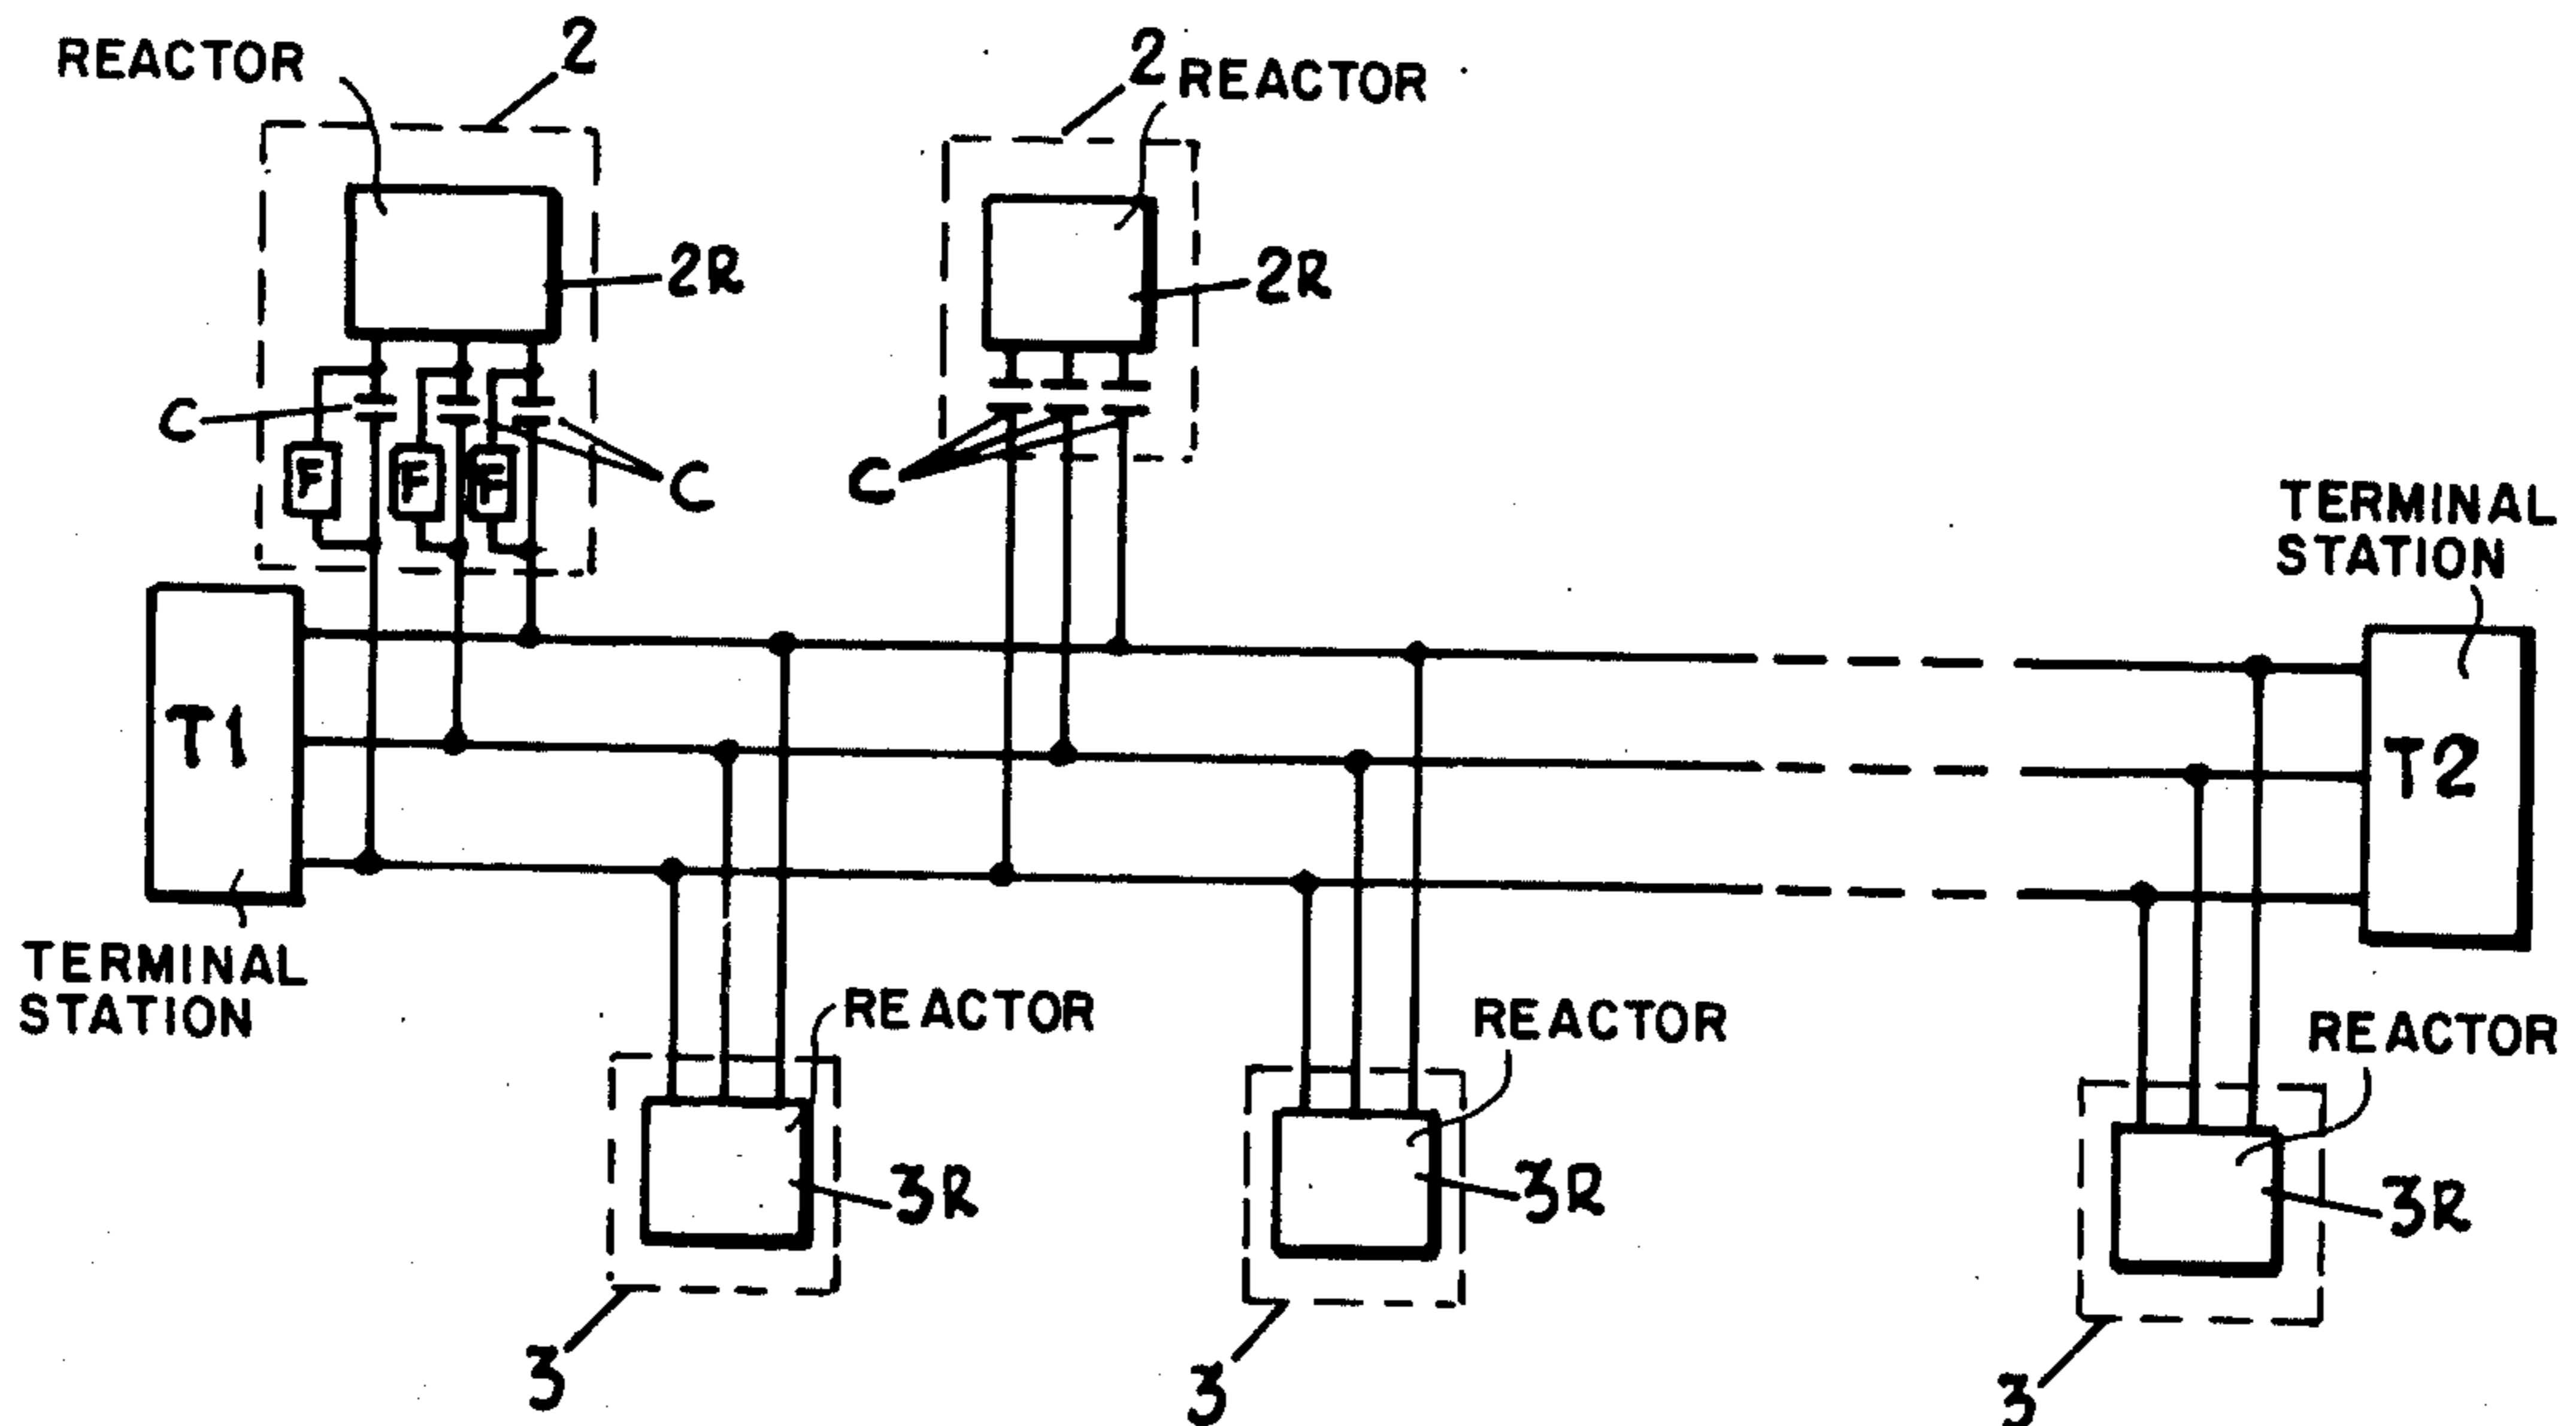 REACTOR
2
2 REACTOR
2R
2R
C
C
C
F F F
TERMINAL
STATION
T1
T2
TERMINAL
STATION
REACTOR
REACTOR
REACTOR
3R
3R
3R
3
3
3